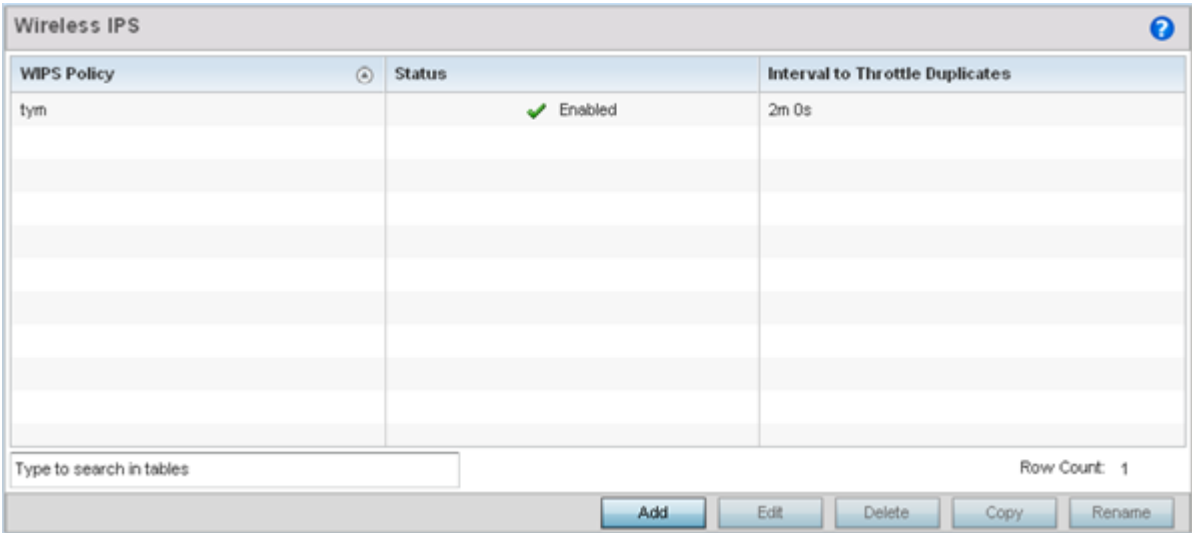 Wireless IPS
WIPS Policy Status Interval to Throttle Duplicates
tym Enabled 2m 0s
Type to search in tables Row Count: 1
Add Edit Delete Copy Rename